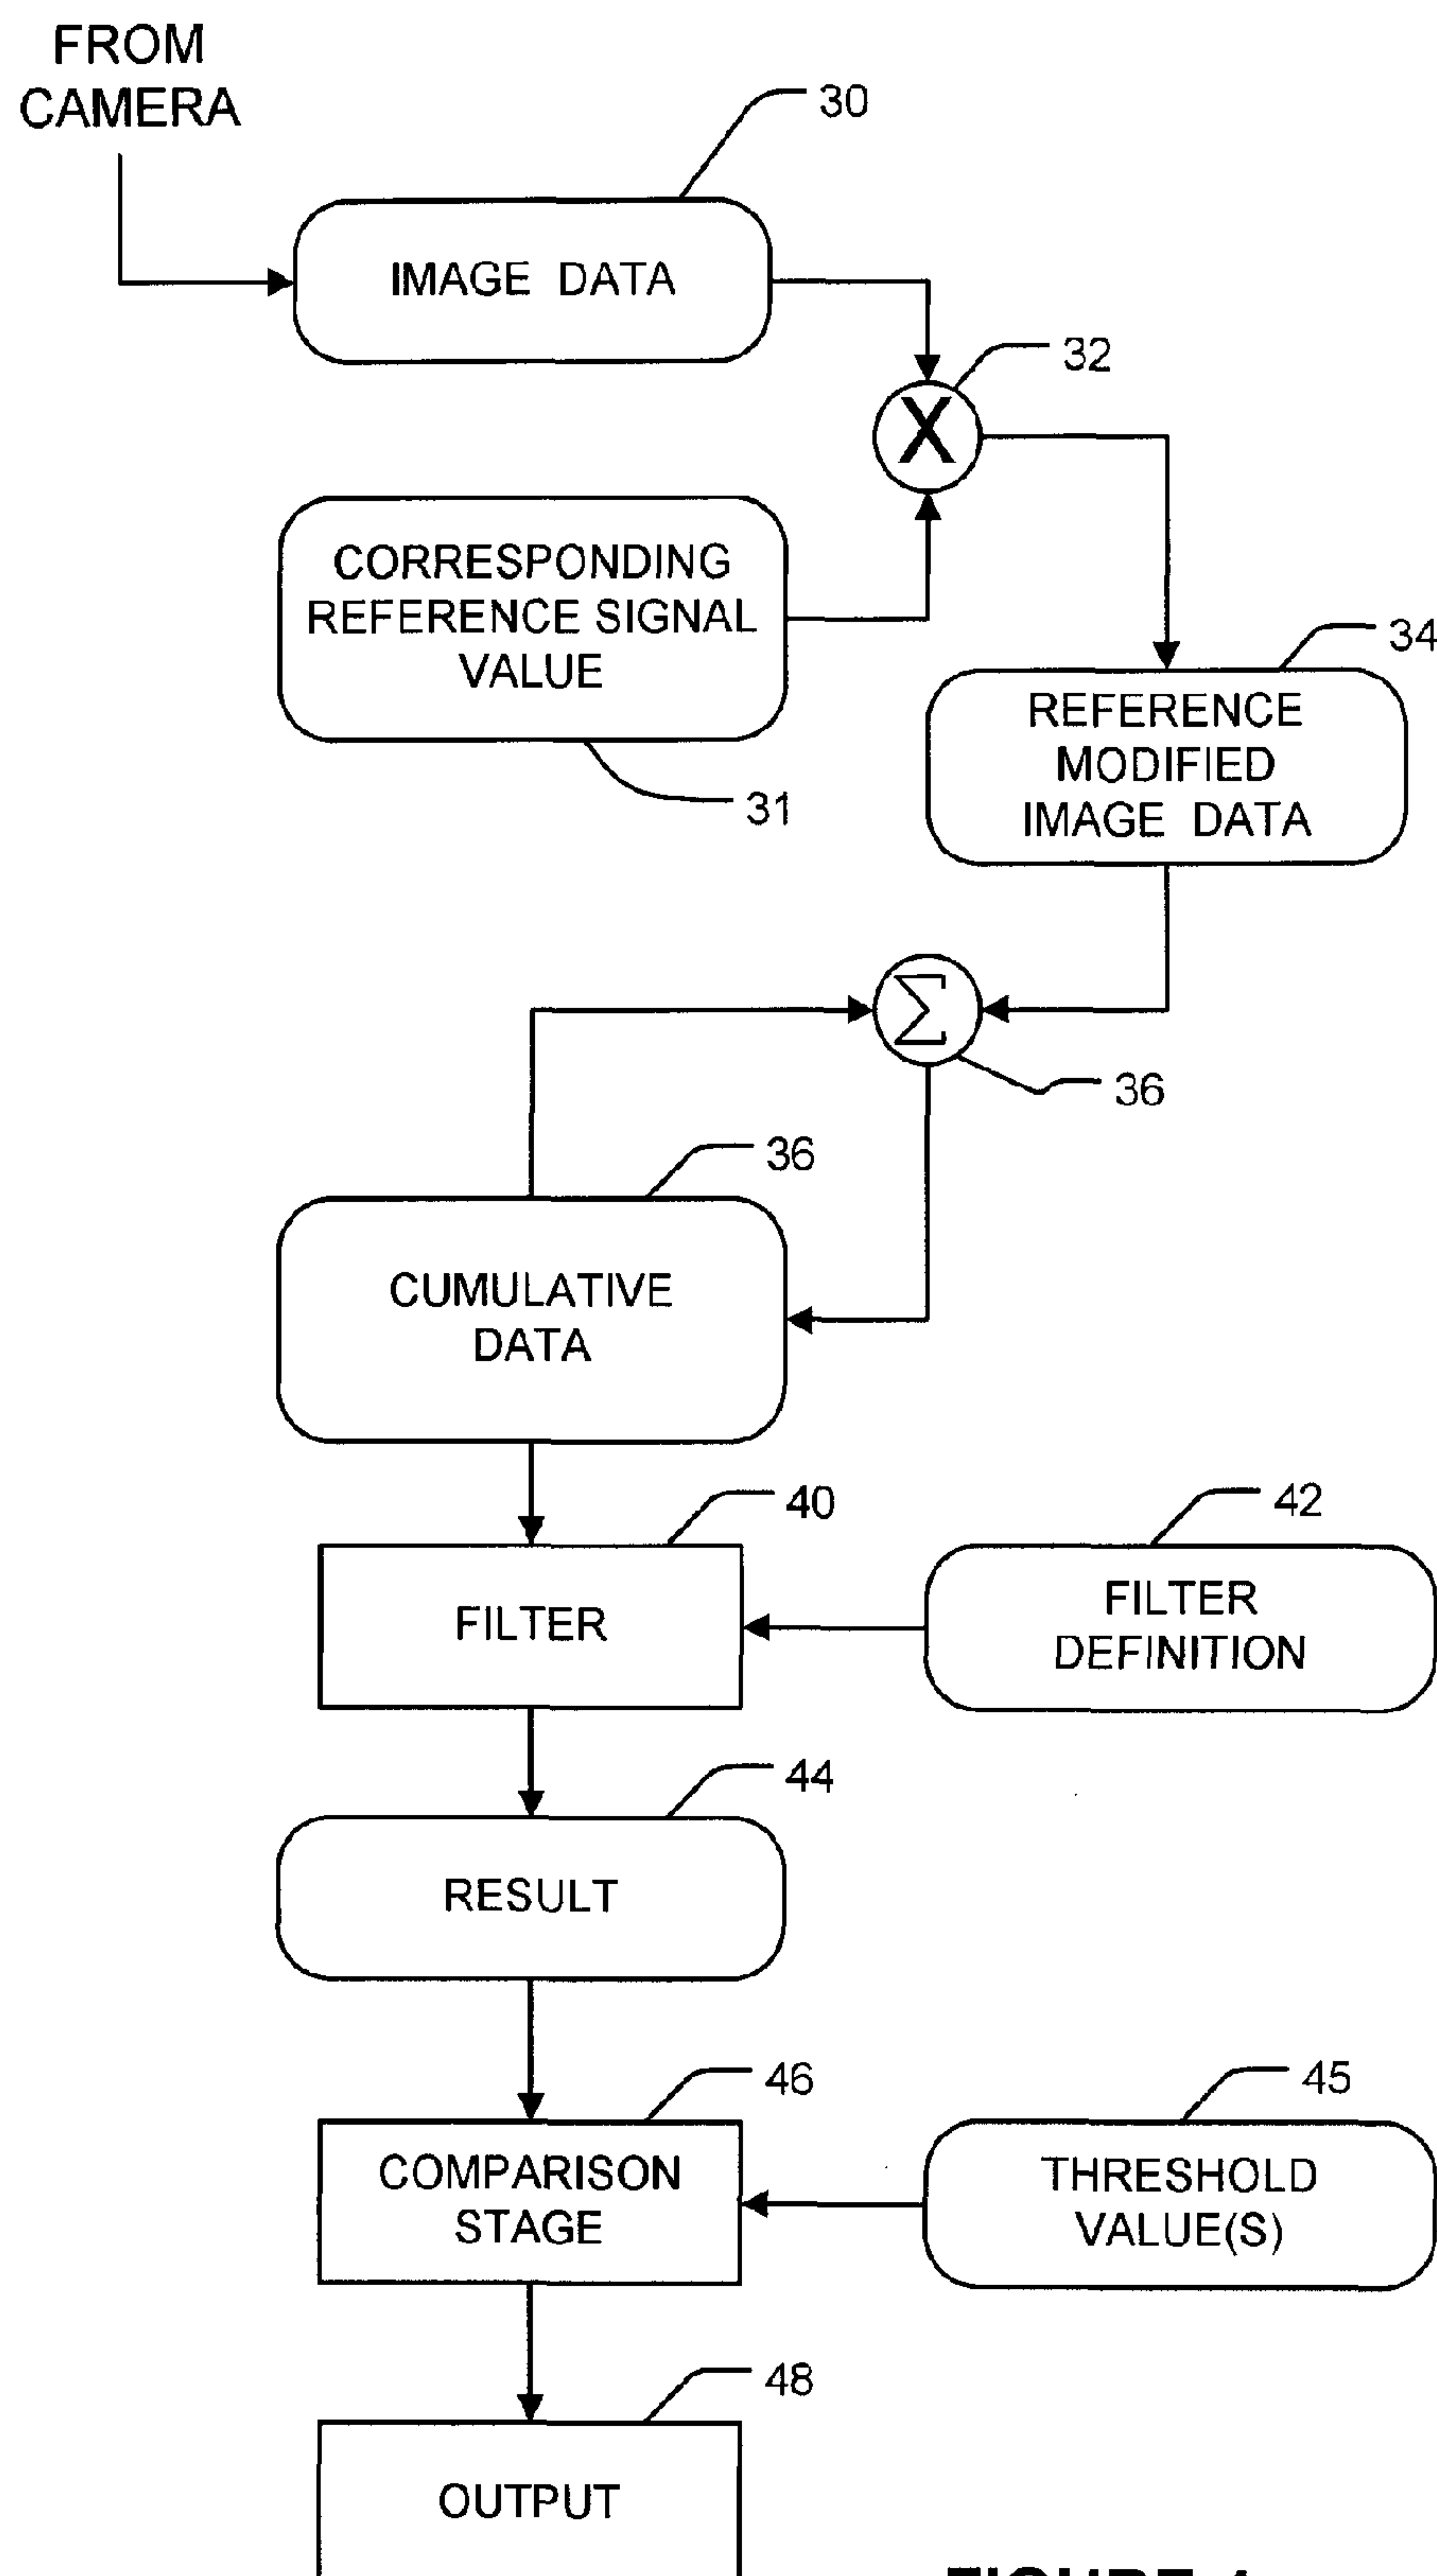 FROM
CAMERA
30
IMAGE DATA
32
X
CORRESPONDING
REFERENCE SIGNAL
VALUE
31
34
REFERENCE
MODIFIED
IMAGE DATA
Σ
36
36
CUMULATIVE
DATA
40
42
FILTER
FILTER
DEFINITION
44
RESULT
46
45
COMPARISON
STAGE
THRESHOLD
VALUE(S)
48
OUTPUT